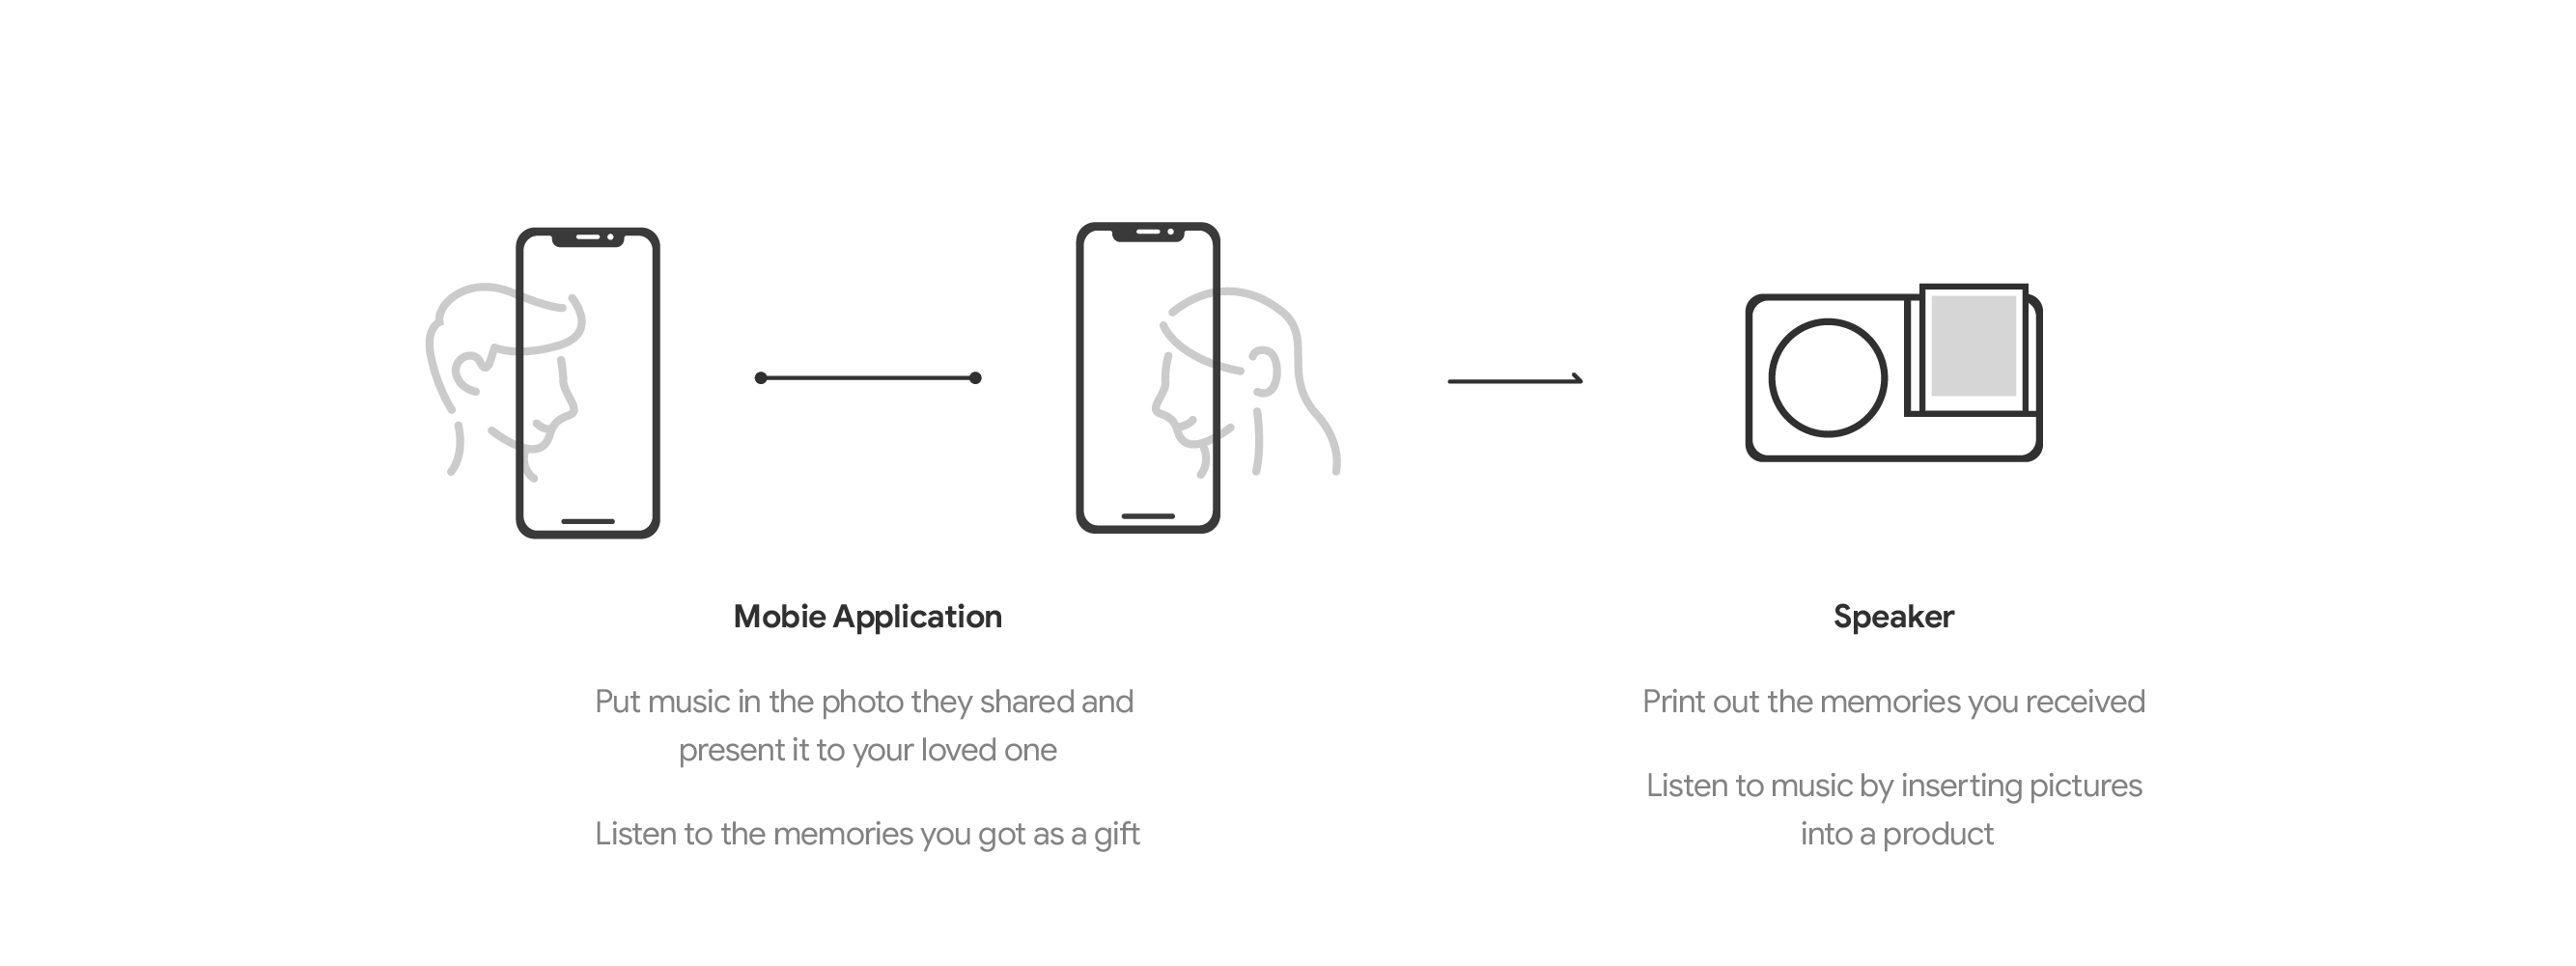 Mobie Application
Put music in the photo they shared and
present it to your loved one
Listen to the memories you got as a gift
Speaker
Print out the memories you received
Listen to music by inserting pictures
into a product